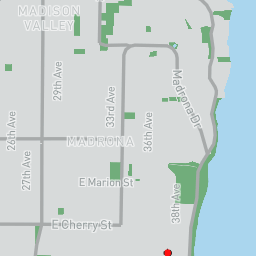 MADISON
VALLEY
29th Ave
33rd Ave
Madrona Dr
26th Ave
36th Ave
MADRONA
27th Ave
E Marion St
38th Ave
E Cherry St